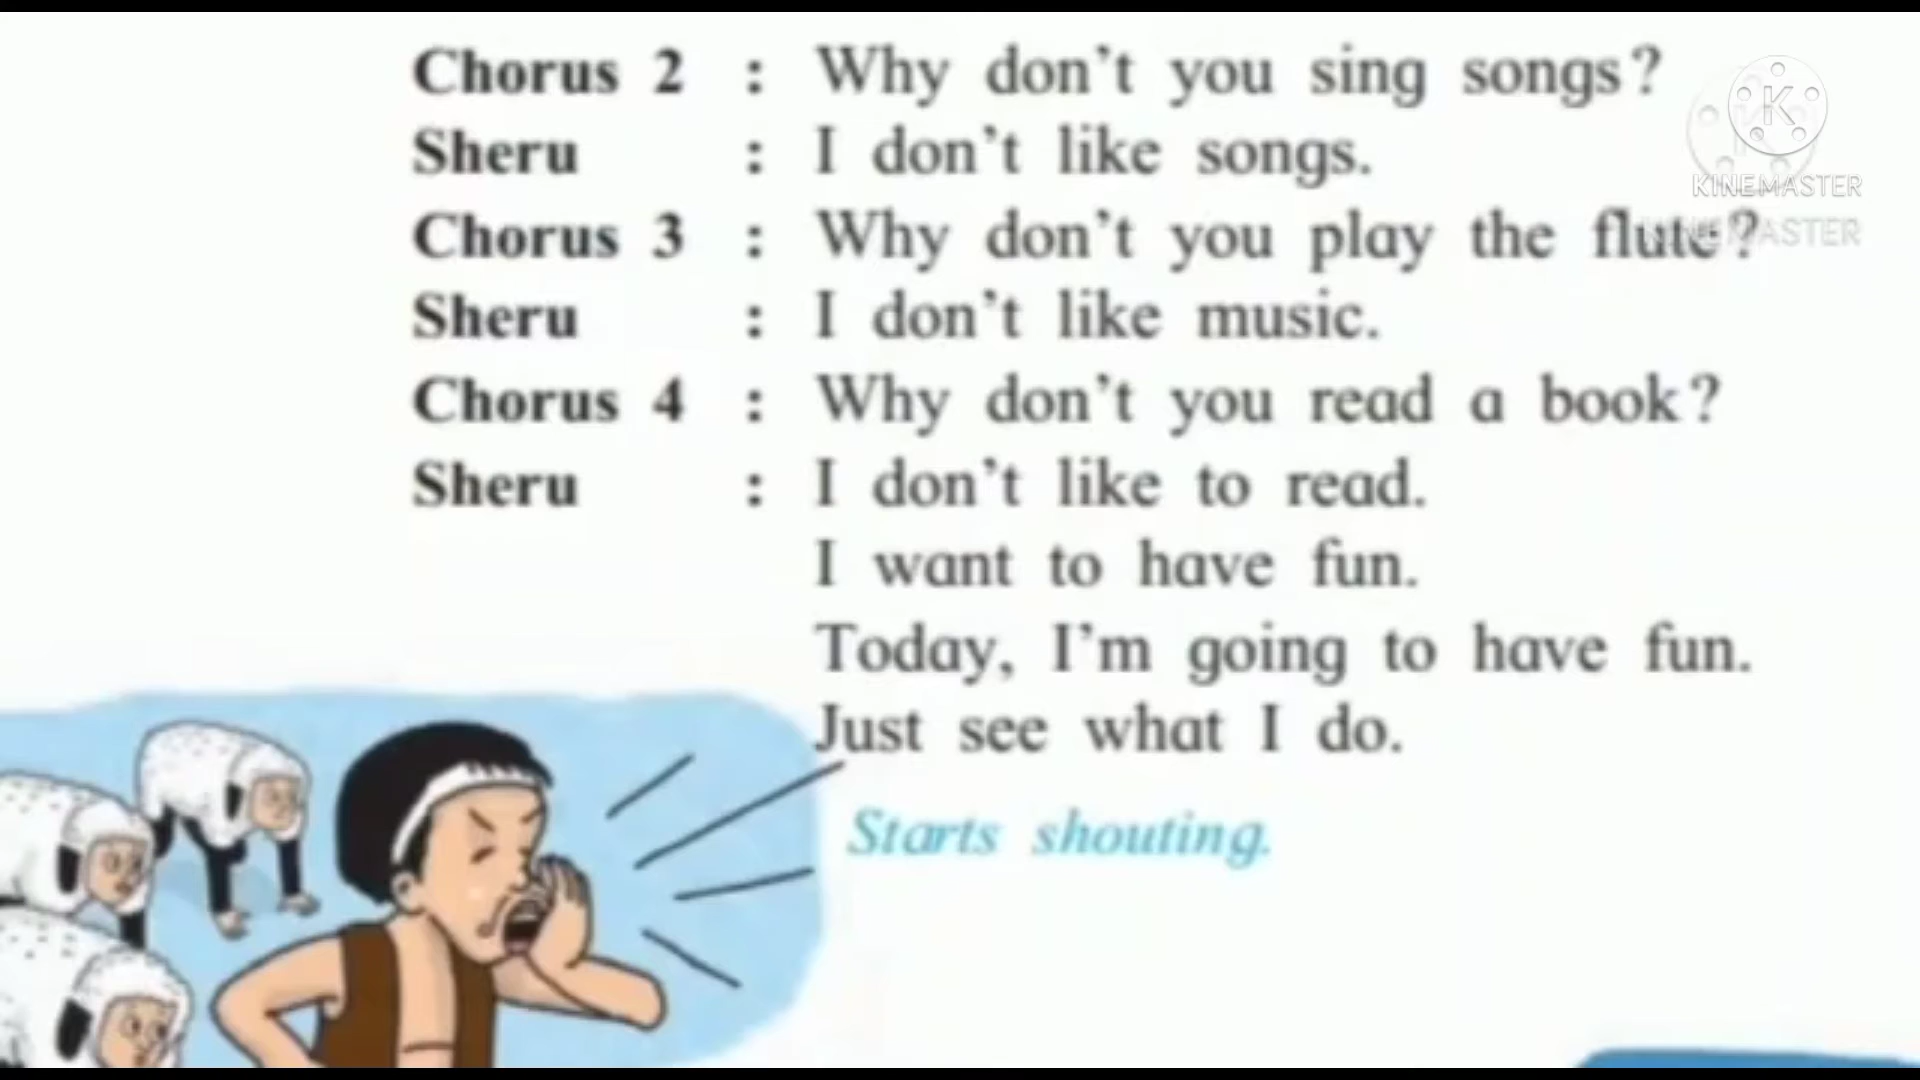 Chorus 2 : Why don't you sing songs?
Sheru : I don't like songs.
Chorus 3 : Why don't you play the flute?
Sheru : I don't like music.
Chorus 4 : Why don't you read a book?
Sheru : I don't like to read.
I want to have fun.
Today, I'm going to have fun.
Just see what I do.
Starts shouting.
K
KINEMASTER
KINEMASTER